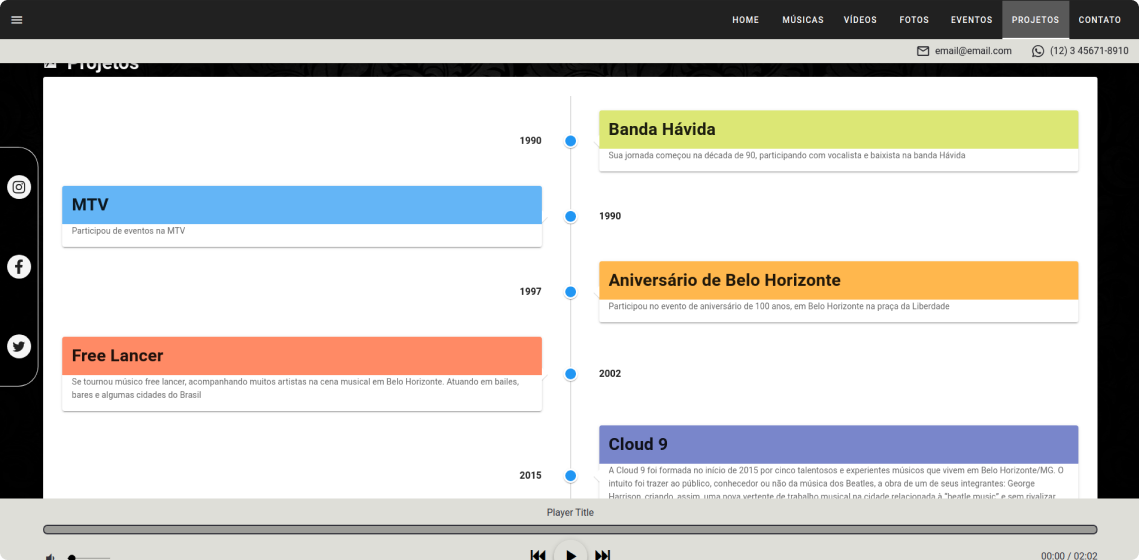 HOME MÚSICAS VÍDEOS FOTOS EVENTOS PROJETOS CONTATO
email@email.com (12) 3 45671-8910
Projetos
1990
Banda Hávida
Sua jornada começou na década de 90, participando com vocalista e baixista na banda Hávida
MTV
Participou de eventos na MTV
1990
1997
Aniversário de Belo Horizonte
Participou no evento de aniversário de 100 anos, em Belo Horizonte na praça da Liberdade
Free Lancer
Se tournou músico free lancer, acompanhando muitos artistas na cena musical em Belo Horizonte. Atuando em bailes,
bares e algumas cidades do Brasil
2002
2015
Cloud 9
A Cloud 9 foi formada no início de 2015 por cinco talentosos e experientes músicos que vivem em Belo Horizonte/MG. O
intuito foi trazer ao público, conhecedor ou não da música dos Beatles, a obra de um de seus integrantes: George
Harrison, criando, assim, uma nova vertente de trabalho musical na cidade relacionada à "beatle music" e sem rivalizar
Player Title
00:00 / 02:02